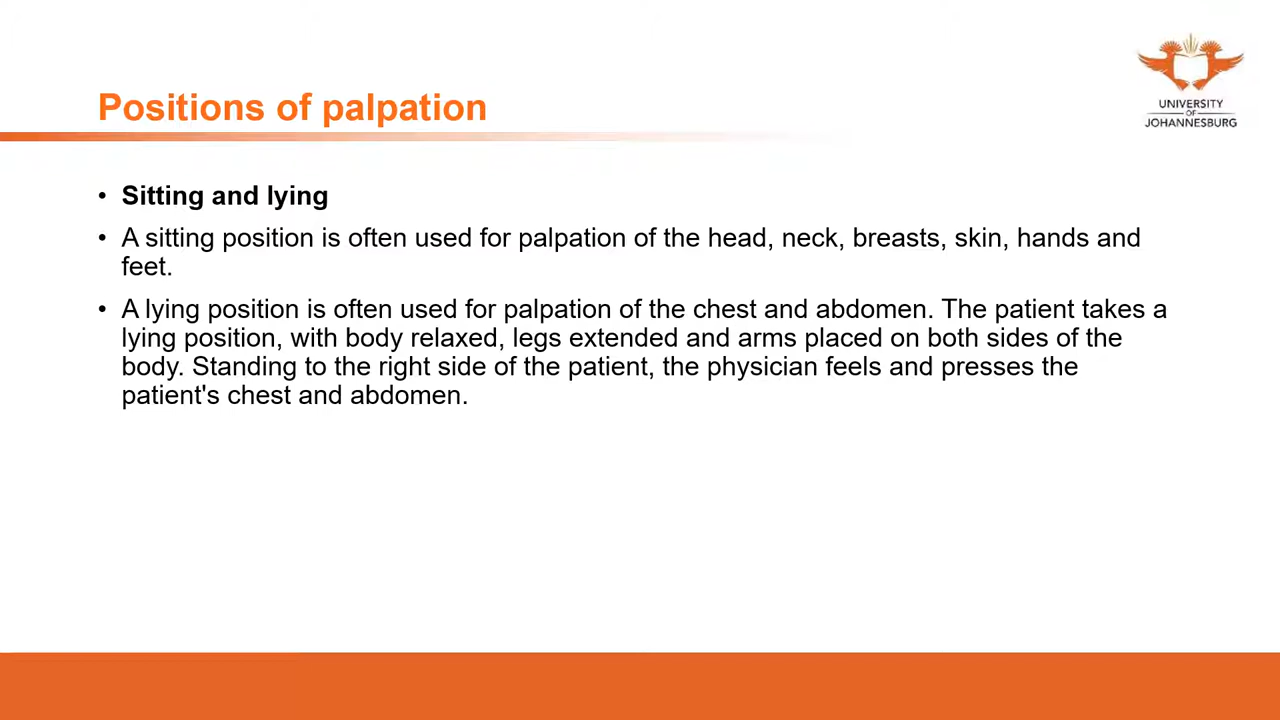 Positions of palpation
UNIVERSITY
OF
JOHANNESBURG
• Sitting and lying
• A sitting position is often used for palpation of the head, neck, breasts, skin, hands and
feet.
• A lying position is often used for palpation of the chest and abdomen. The patient takes a
lying position, with body relaxed, legs extended and arms placed on both sides of the
body. Standing to the right side of the patient, the physician feels and presses the
patient's chest and abdomen.